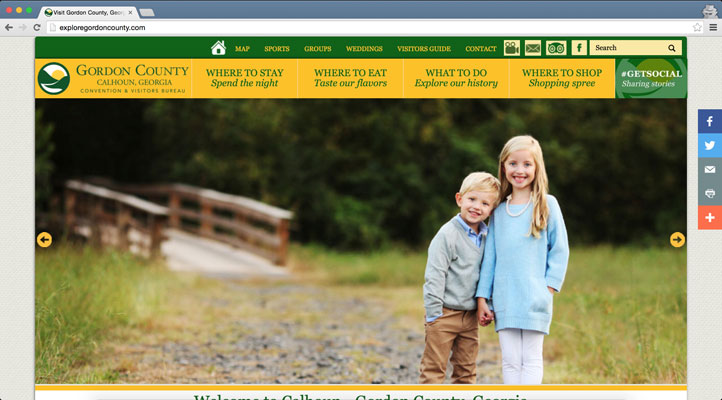 Visit Gordon County, Geor
exploregordoncounty.com
MAP SPORTS GROUPS WEDDINGS VISITORS GUIDE CONTACT f Search
GORDON COUNTY
CALHOUN, GEORGIA
CONVENTION & VISITORS BUREAU
WHERE TO STAY
Spend the night
WHERE TO EAT
Taste our flavors
WHAT TO DO
Explore our history
WHERE TO SHOP
Shopping spree
#GETSOCIAL
Sharing stories
f
Welcome to Calhoun - Gordon County, Georgia